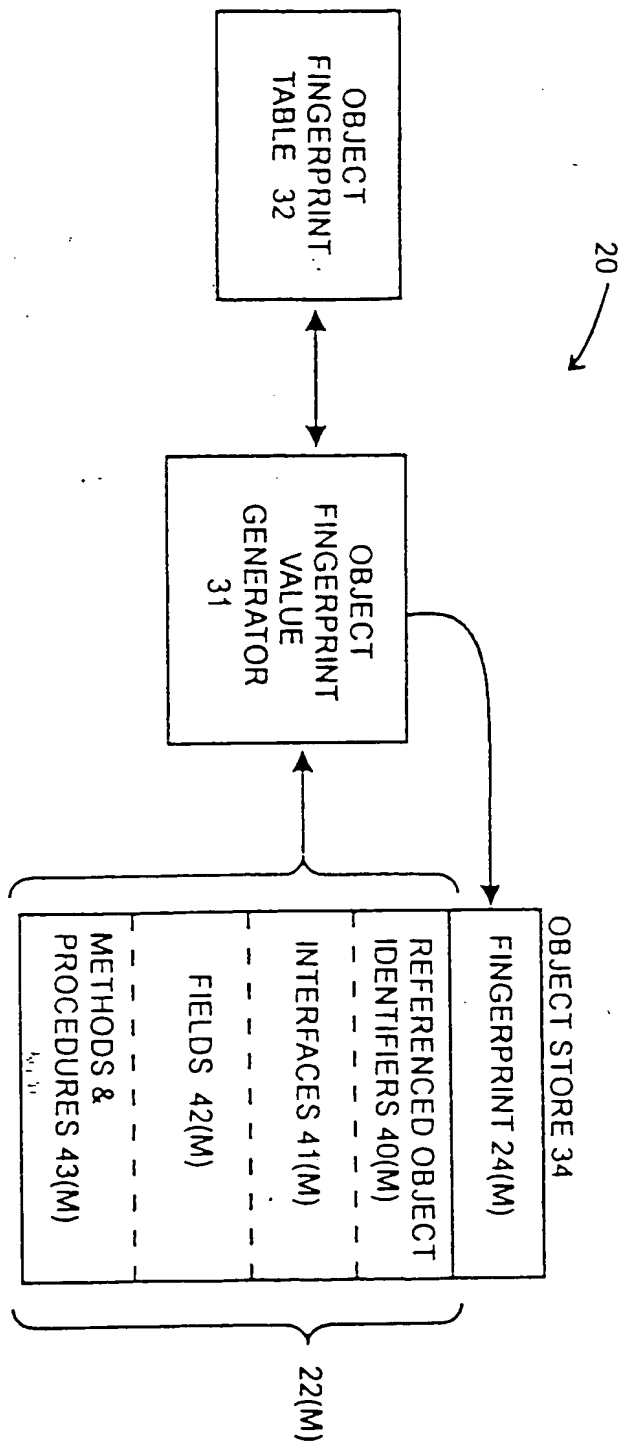 20
OBJECT
FINGERPRINT
TABLE 32
OBJECT
FINGERPRINT
VALUE
GENERATOR
31
OBJECT STORE 34
FINGERPRINT 24(M)
REFERENCED OBJECT
IDENTIFIERS 40(M)
INTERFACES 41(M)
FIELDS 42(M)
METHODS &
PROCEDURES 43(M)
22(M)